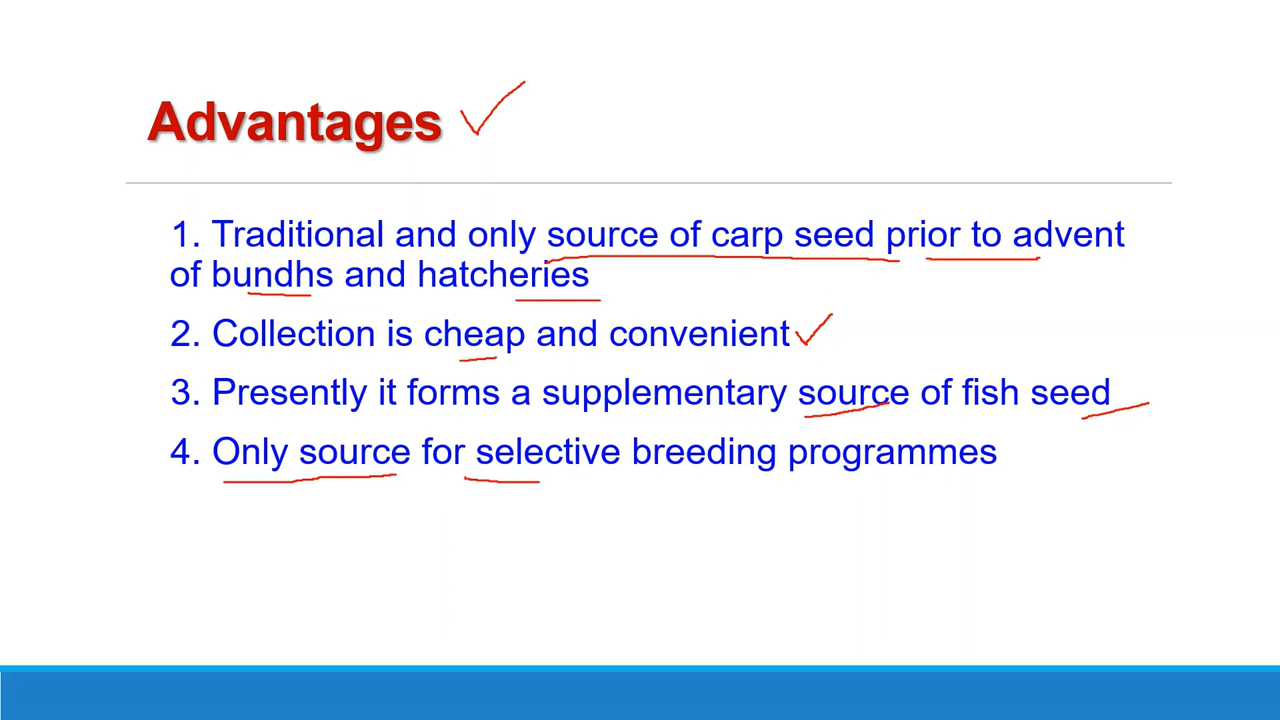 Advantages
1. Traditional and only source of carp seed prior to advent
of bundhs and hatcheries
2. Collection is cheap and convenient
3. Presently it forms a supplementary source of fish seed
4. Only source for selective breeding programmes